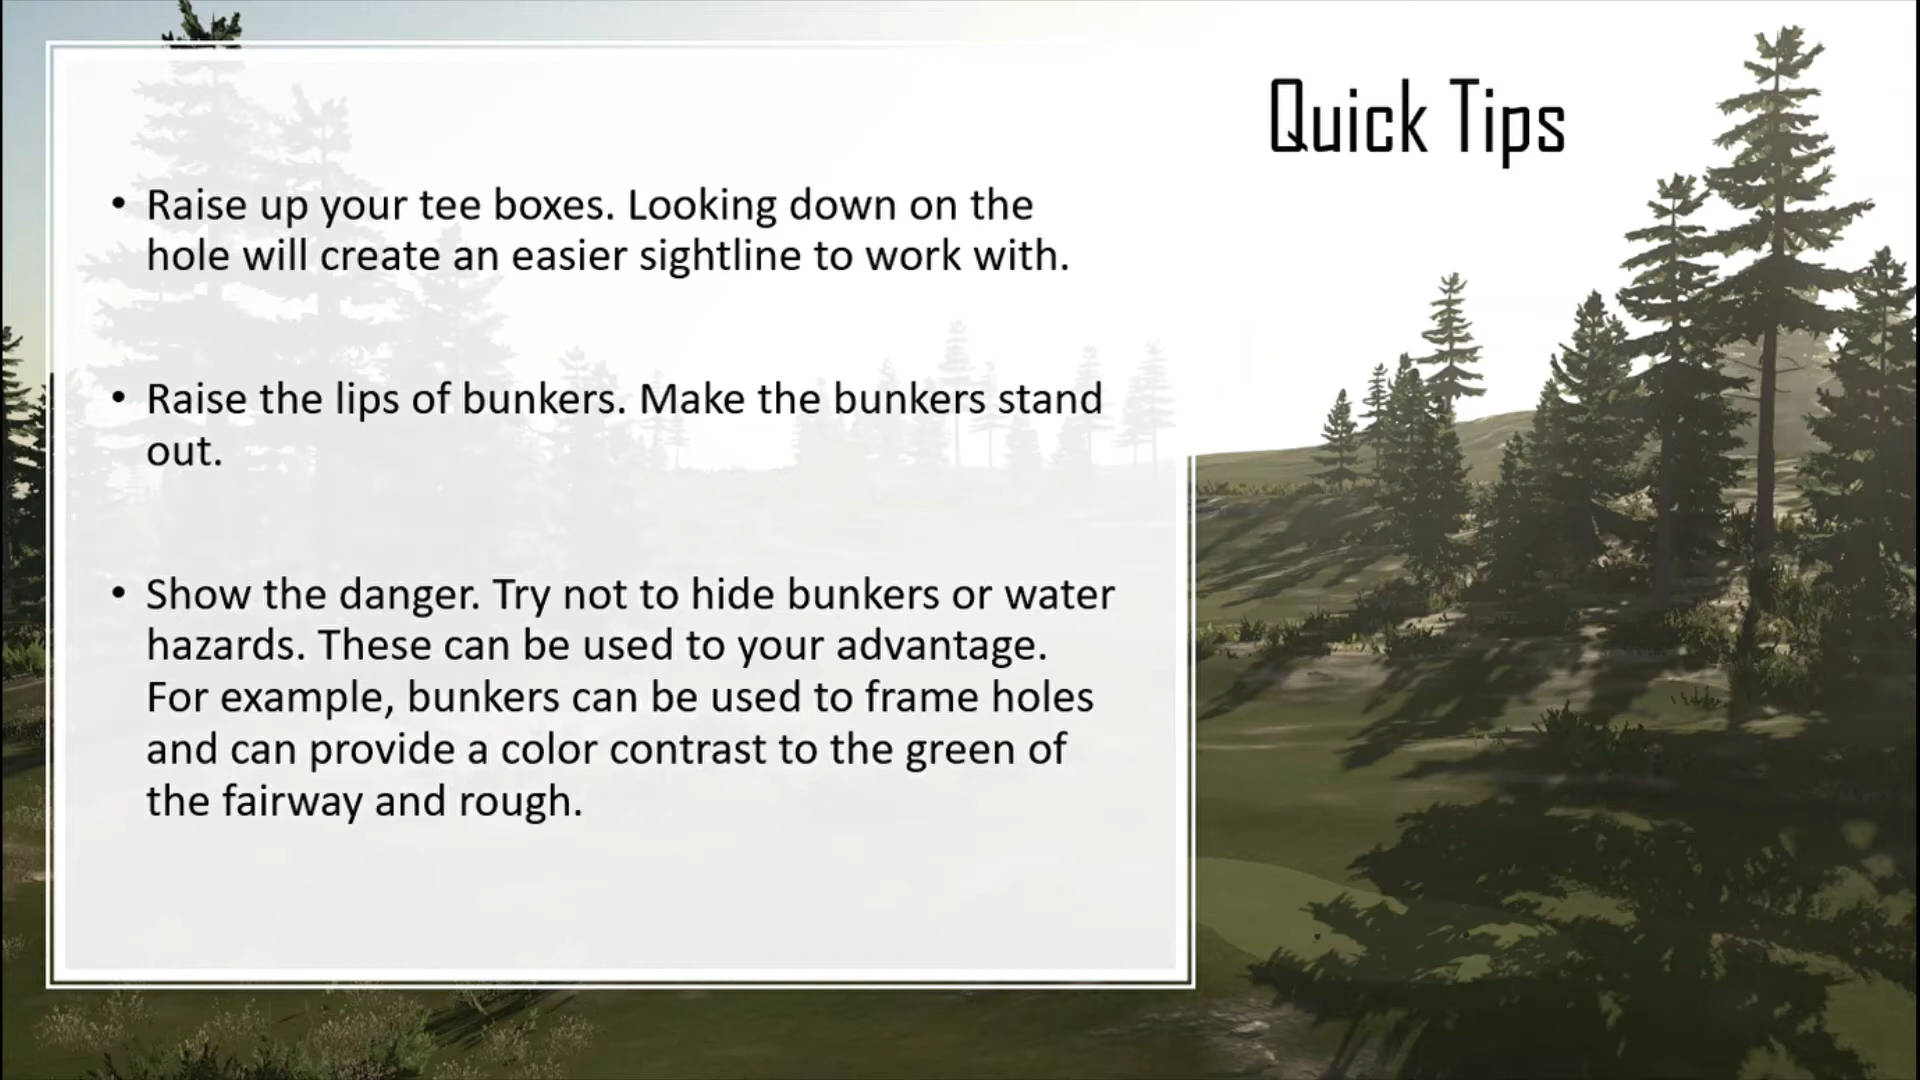 Quick Tips
• Raise up your tee boxes. Looking down on the
hole will create an easier sightline to work with.
• Raise the lips of bunkers. Make the bunkers stand
out.
• Show the danger. Try not to hide bunkers or water
hazards. These can be used to your advantage.
For example, bunkers can be used to frame holes
and can provide a color contrast to the green of
the fairway and rough.